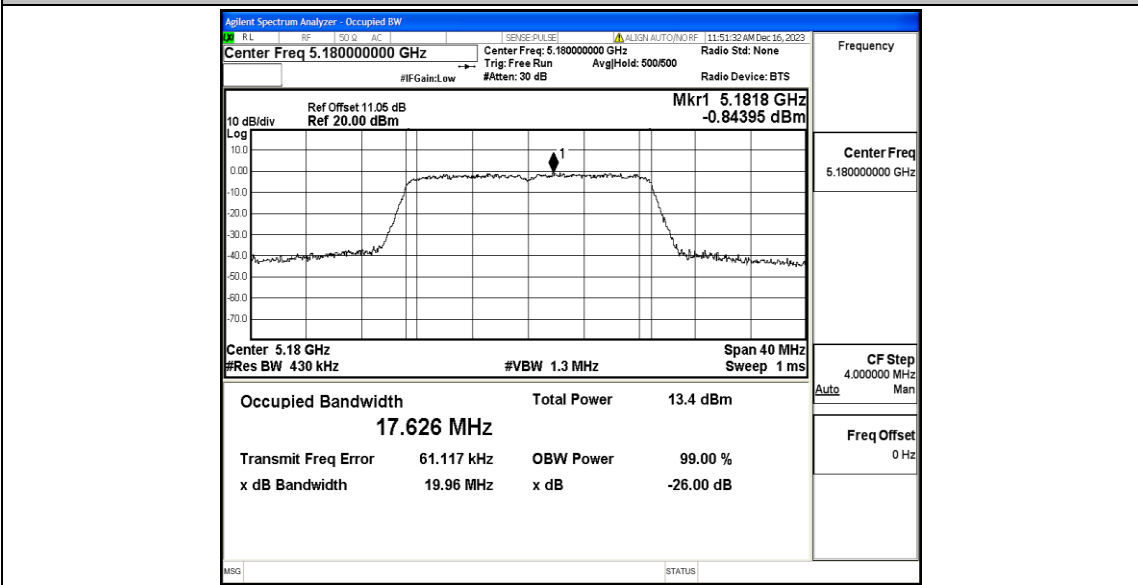 Agilent Spectrum Analyzer - Occupied BW
LXI RL RF 50 Ω AC SENSE:PULSE ALIGN AUTO/NO RF 11:51:32 AM Dec 16, 2023
Center Freq 5.180000000 GHz Center Freq: 5.180000000 GHz Radio Std: None
Trig: Free Run Avg|Hold: 500/500
#IFGain:Low #Atten: 30 dB Radio Device: BTS
Frequency
Ref Offset 11.05 dB Mkr1 5.1818 GHz
10 dB/div Ref 20.00 dBm -0.84395 dBm
Log
10.0
1
0.00
-10.0
-20.0
-30.0
-40.0
-50.0
-60.0
-70.0
Center Freq
5.180000000 GHz
Center 5.18 GHz Span 40 MHz
#Res BW 430 kHz #VBW 1.3 MHz Sweep 1 ms
CF Step
4.000000 MHz
Auto Man
Occupied Bandwidth Total Power 13.4 dBm
17.626 MHz
Transmit Freq Error 61.117 kHz OBW Power 99.00 %
x dB Bandwidth 19.96 MHz x dB -26.00 dB
Freq Offset
0 Hz
MSG STATUS